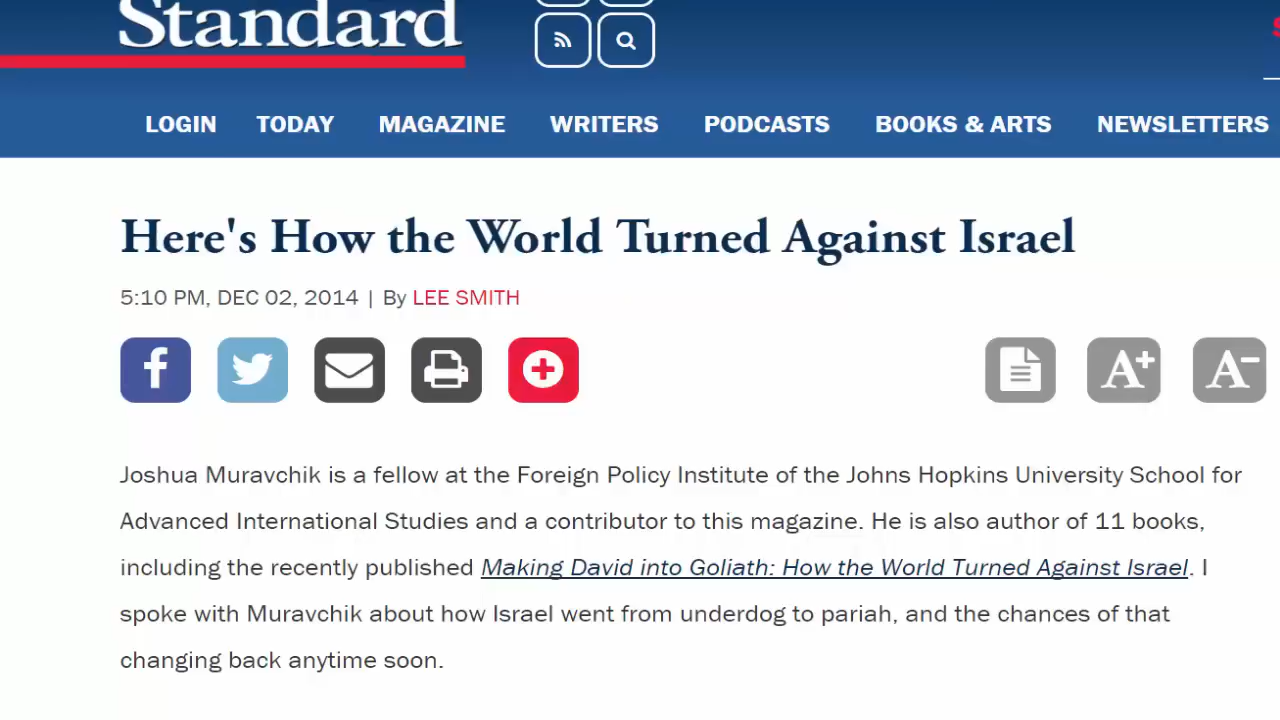 Standard
LOGIN TODAY MAGAZINE WRITERS PODCASTS BOOKS & ARTS NEWSLETTERS
Here's How the World Turned Against Israel
5:10 PM, DEC 02, 2014 | By LEE SMITH
A+ A-
Joshua Muravchik is a fellow at the Foreign Policy Institute of the Johns Hopkins University School for
Advanced International Studies and a contributor to this magazine. He is also author of 11 books,
including the recently published Making David into Goliath: How the World Turned Against Israel. I
spoke with Muravchik about how Israel went from underdog to pariah, and the chances of that
changing back anytime soon.